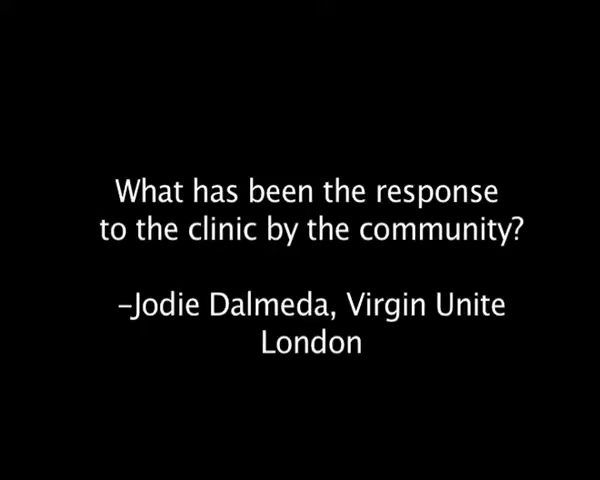 What has been the response
to the clinic by the community?
-Jodie Dalmeda, Virgin Unite
London